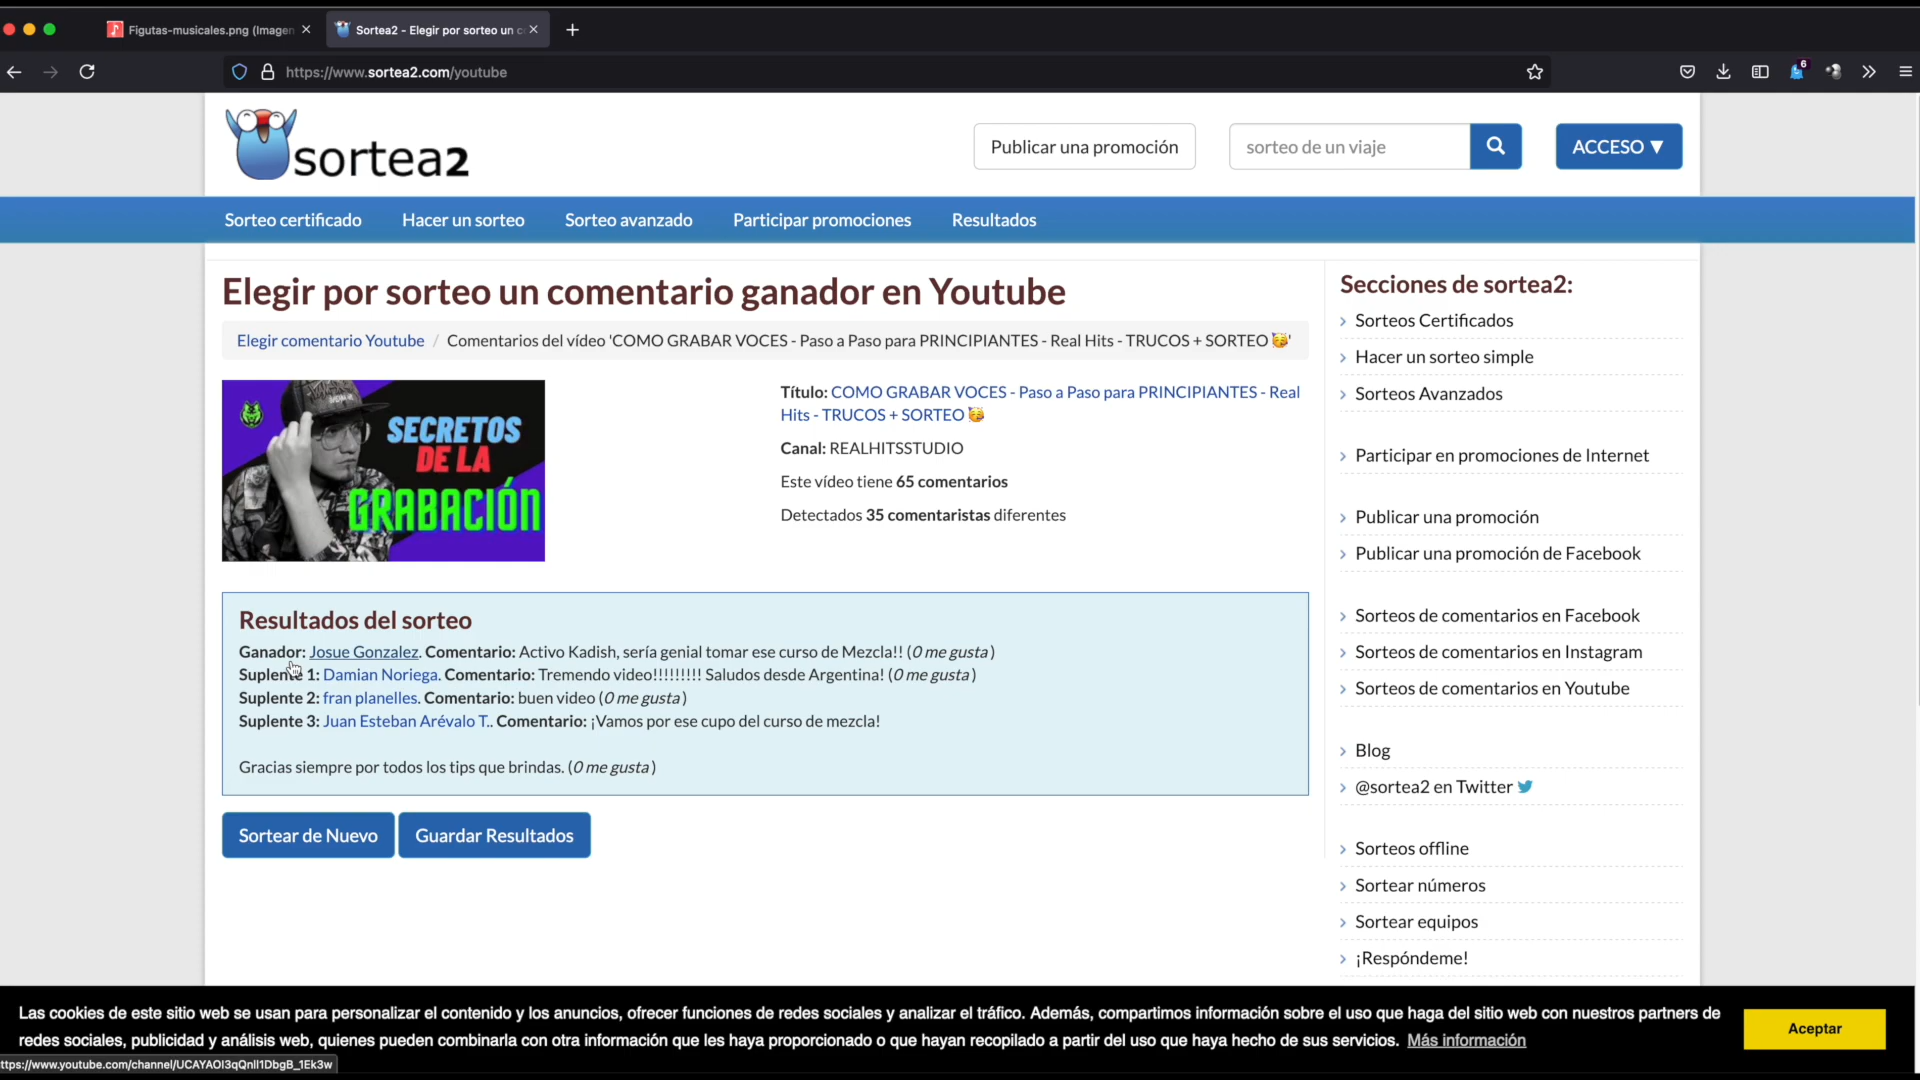 Figutas-musicales.png (Imagen
Sortea2 - Elegir por sorteo un c
https://www.sortea2.com/youtube
6
sortea2
Publicar una promoción
sorteo de un viaje
ACCESO ▼
Sorteo certificado
Hacer un sorteo
Sorteo avanzado
Participar promociones
Resultados
Elegir por sorteo un comentario ganador en Youtube
Elegir comentario Youtube / Comentarios del vídeo 'COMO GRABAR VOCES - Paso a Paso para PRINCIPIANTES - Real Hits - TRUCOS + SORTEO 🥳'
SECRETOS
DE LA
GRABACIÓN
Título: COMO GRABAR VOCES - Paso a Paso para PRINCIPIANTES - Real
Hits - TRUCOS + SORTEO 🥳
Canal: REALHITSSTUDIO
Este vídeo tiene 65 comentarios
Detectados 35 comentaristas diferentes
Resultados del sorteo
Ganador: Josue Gonzalez. Comentario: Activo Kadish, sería genial tomar ese curso de Mezcla!! (0 me gusta)
Suplente 1: Damian Noriega. Comentario: Tremendo video!!!!!!!!! Saludos desde Argentina! (0 me gusta)
Suplente 2: fran planelles. Comentario: buen video (0 me gusta)
Suplente 3: Juan Esteban Arévalo T.. Comentario: ¡Vamos por ese cupo del curso de mezcla!
Gracias siempre por todos los tips que brindas. (0 me gusta)
Sortear de Nuevo
Guardar Resultados
Secciones de sortea2:
Sorteos Certificados
Hacer un sorteo simple
Sorteos Avanzados
Participar en promociones de Internet
Publicar una promoción
Publicar una promoción de Facebook
Sorteos de comentarios en Facebook
Sorteos de comentarios en Instagram
Sorteos de comentarios en Youtube
Blog
@sortea2 en Twitter
Sorteos offline
Sortear números
Sortear equipos
¡Respóndeme!
Las cookies de este sitio web se usan para personalizar el contenido y los anuncios, ofrecer funciones de redes sociales y analizar el tráfico. Además, compartimos información sobre el uso que haga del sitio web con nuestros partners de
redes sociales, publicidad y análisis web, quienes pueden combinarla con otra información que les haya proporcionado o que hayan recopilado a partir del uso que haya hecho de sus servicios. Más información
Aceptar